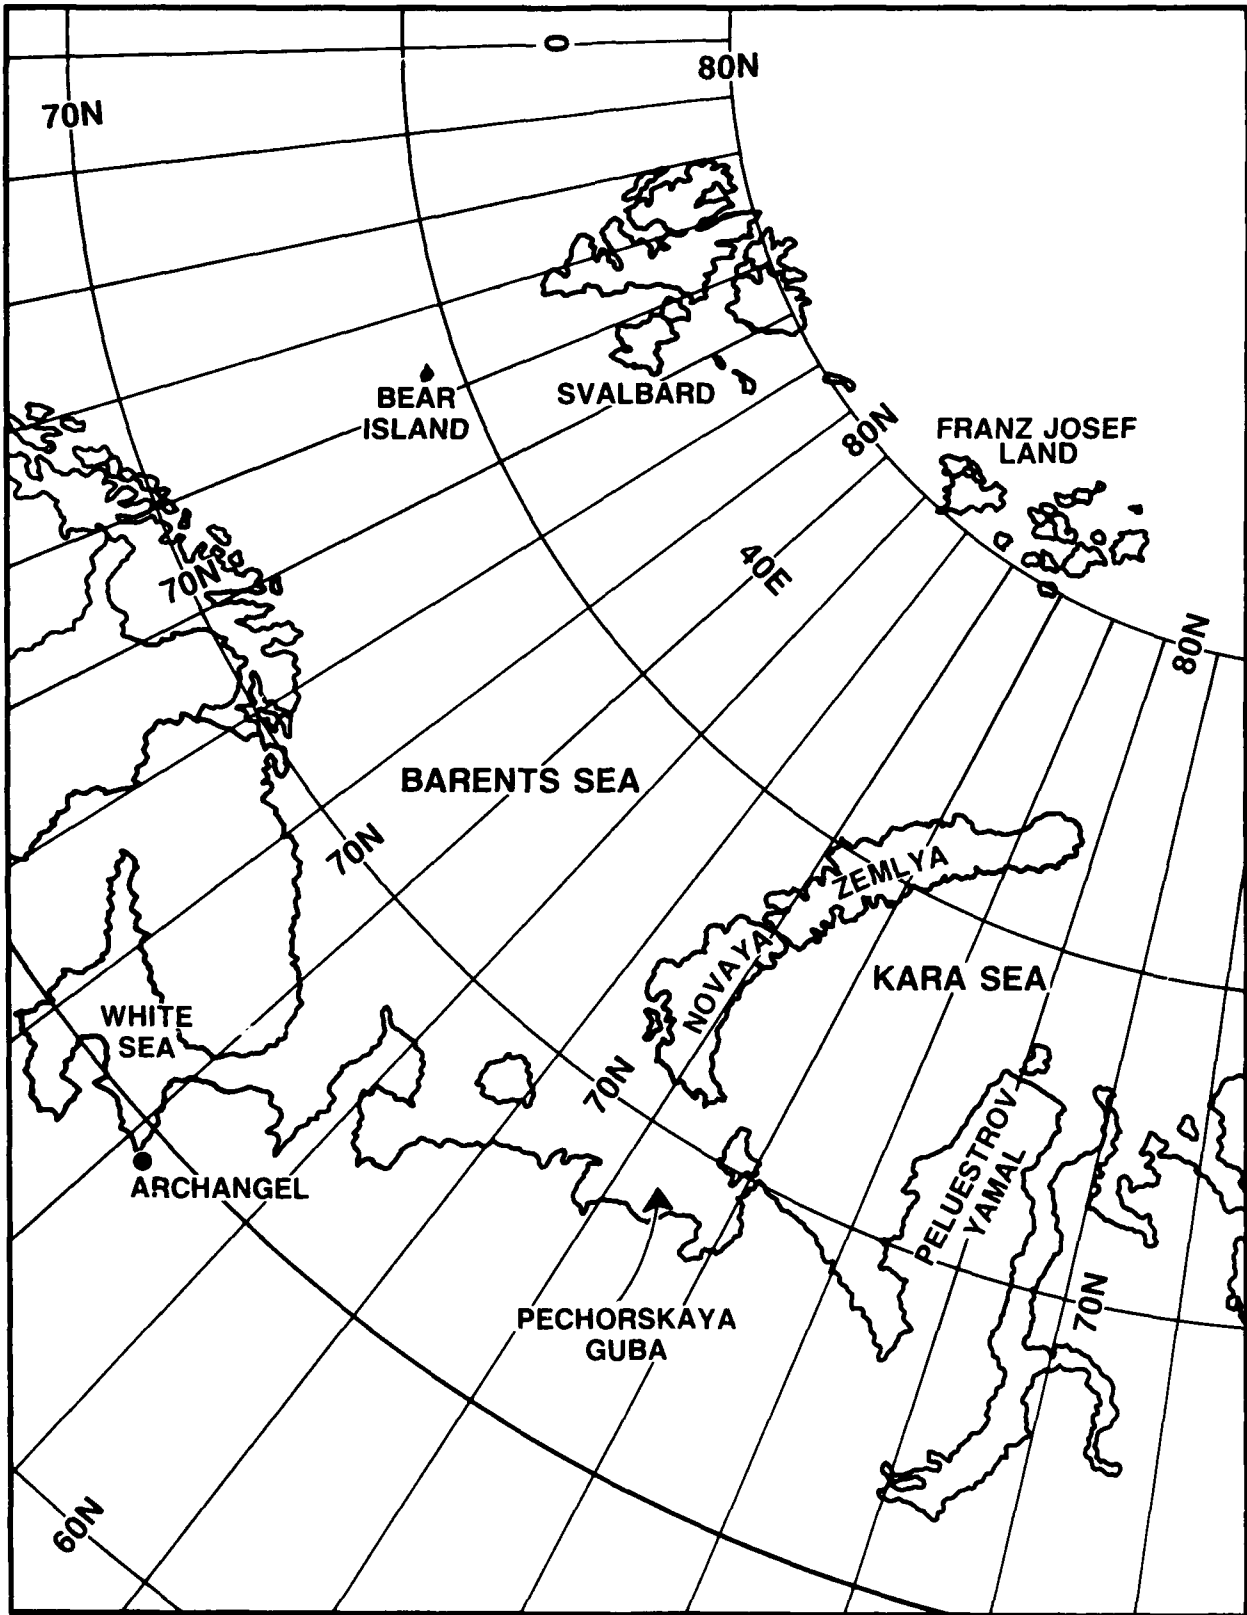 0
80N
70N
BEAR
ISLAND
SVALBARD
80N
FRANZ JOSEF
LAND
40E
70N
80N
BARENTS SEA
70N
ZEMLYA
NOVAYA
KARA SEA
WHITE
SEA
70N
PELUESTROV
YAMAL
ARCHANGEL
70N
PECHORSKAYA
GUBA
60N